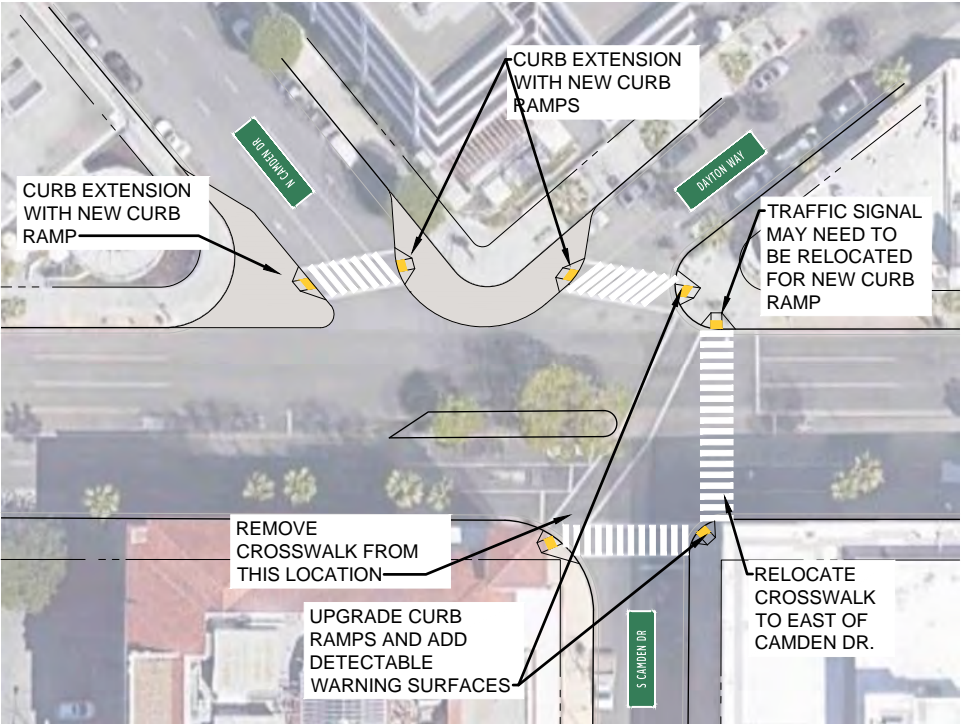 CURB EXTENSION
WITH NEW CURB
RAMPS
N CAMDEN DR
DAYTON WAY
CURB EXTENSION
WITH NEW CURB
RAMP
TRAFFIC SIGNAL
MAY NEED TO
BE RELOCATED
FOR NEW CURB
RAMP
REMOVE
CROSSWALK FROM
THIS LOCATION
RELOCATE
CROSSWALK
TO EAST OF
CAMDEN DR.
UPGRADE CURB
RAMPS AND ADD
DETECTABLE
WARNING SURFACES
S CAMDEN DR